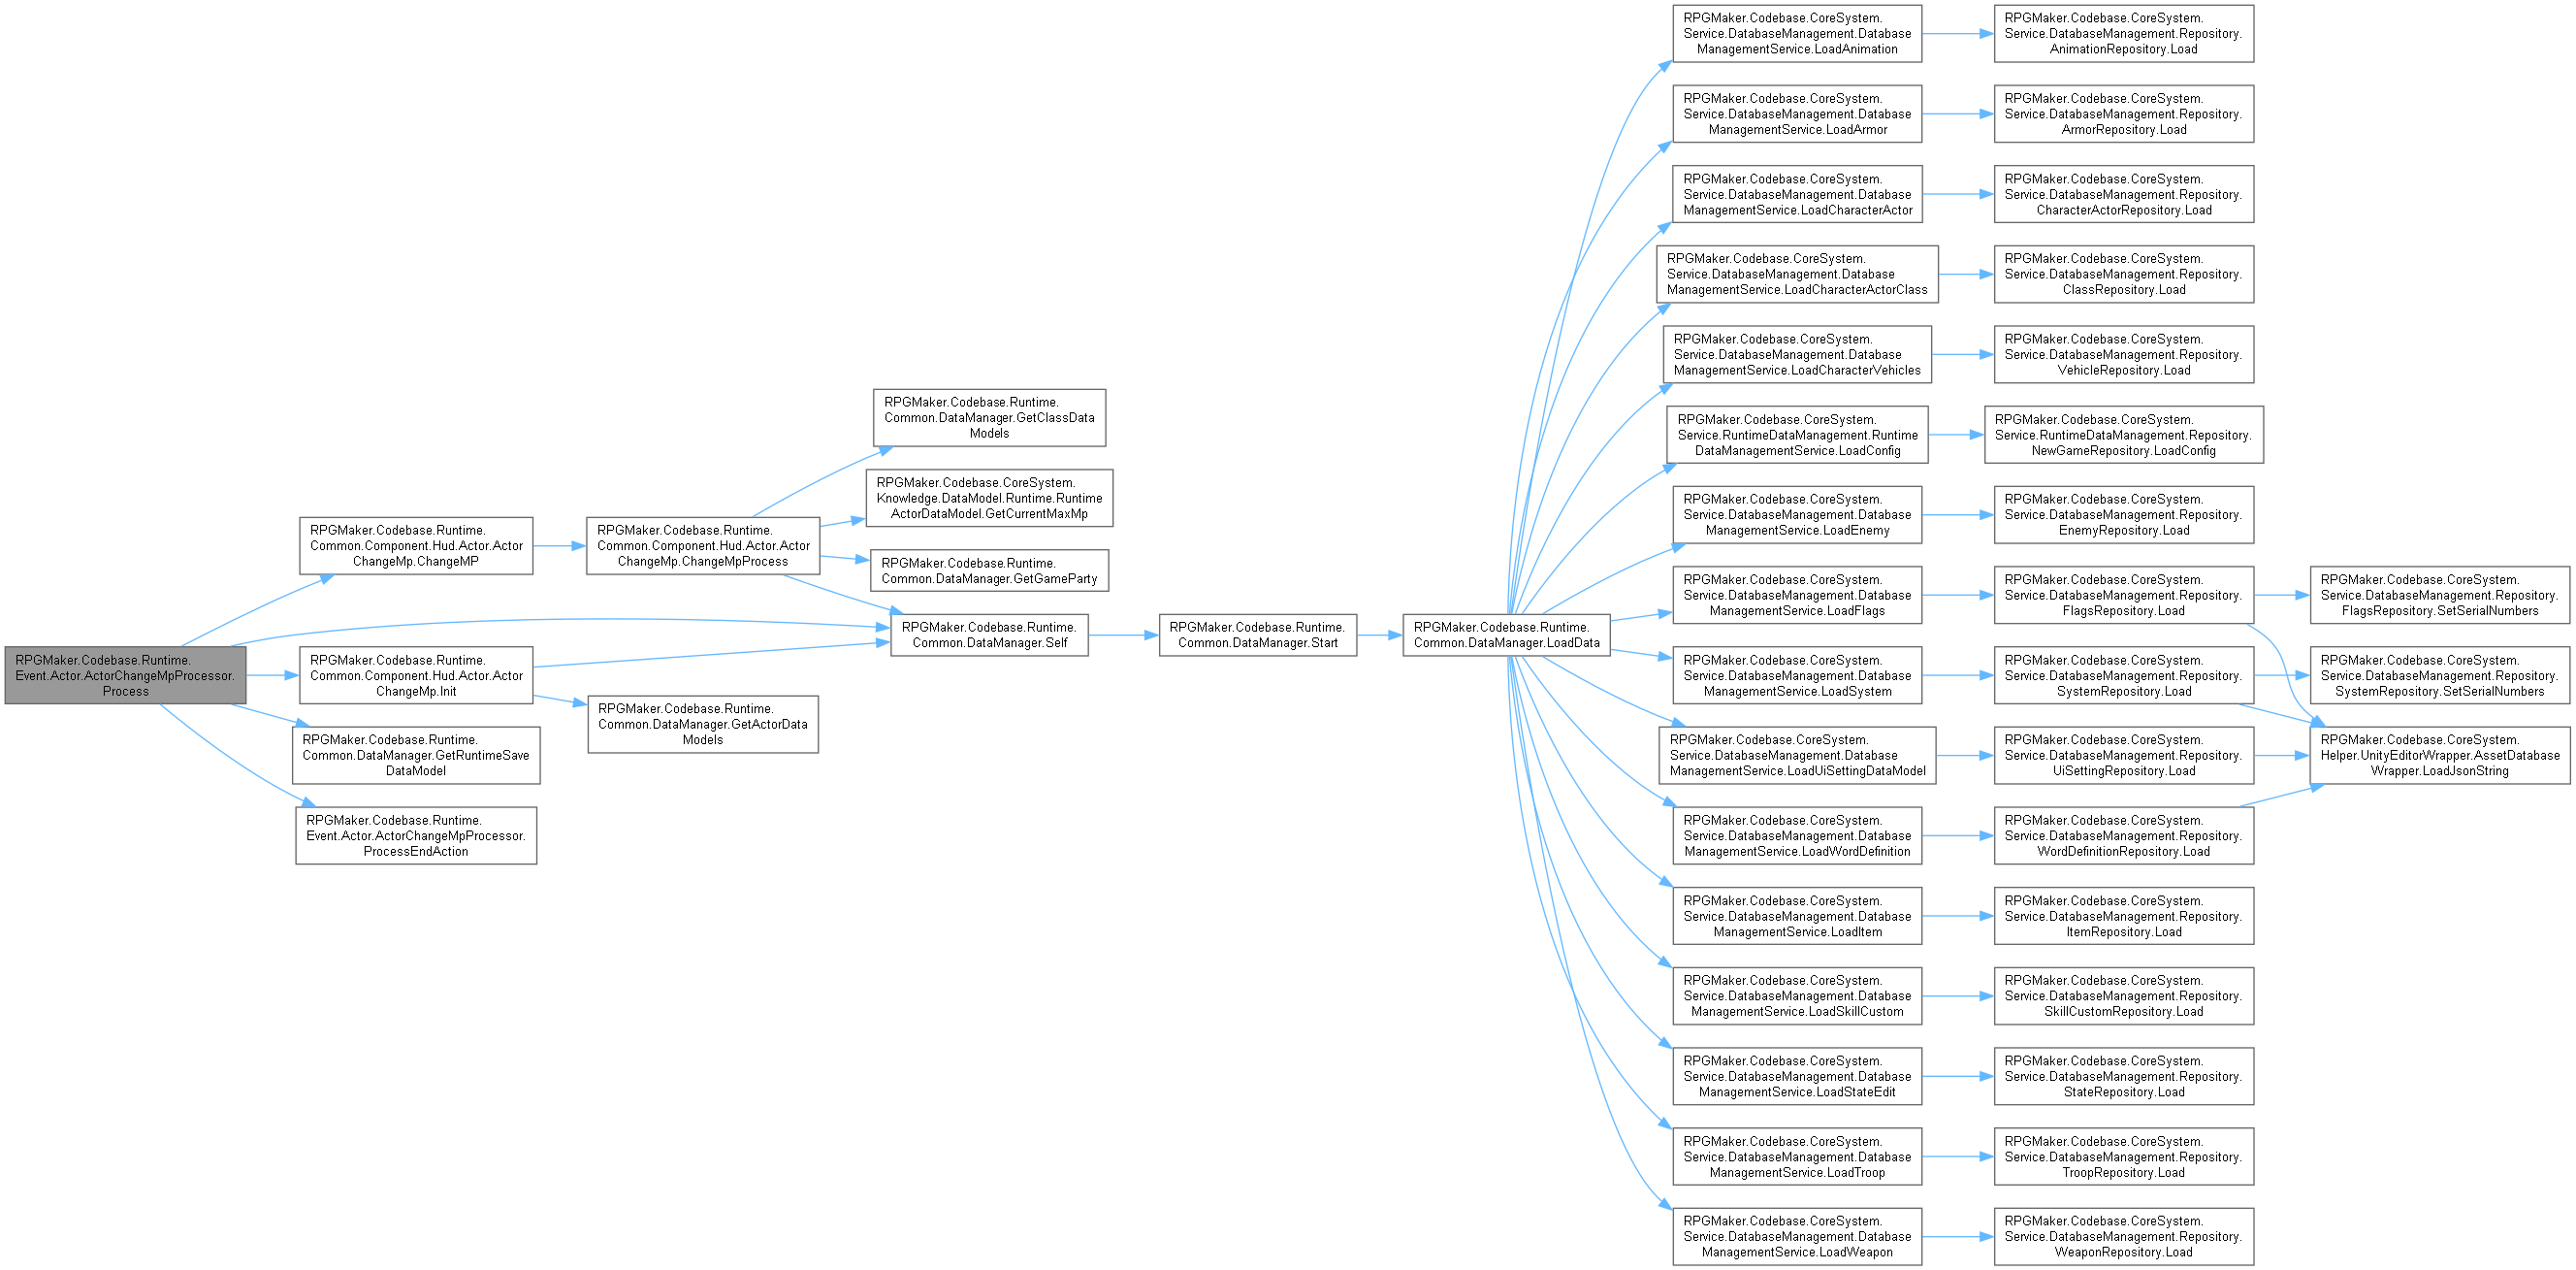 RPGMaker.Codebase.Runtime.
Event.Actor.ActorChangeMpProcessor.
Process
RPGMaker.Codebase.Runtime.
Common.Component.Hud.Actor.Actor
ChangeMp.ChangeMP
RPGMaker.Codebase.Runtime.
Common.Component.Hud.Actor.Actor
ChangeMp.Init
RPGMaker.Codebase.Runtime.
Common.DataManager.GetRuntimeSave
DataModel
RPGMaker.Codebase.Runtime.
Event.Actor.ActorChangeMpProcessor.
ProcessEndAction
RPGMaker.Codebase.Runtime.
Common.Component.Hud.Actor.Actor
ChangeMp.ChangeMpProcess
RPGMaker.Codebase.Runtime.
Common.DataManager.GetActorData
Models
RPGMaker.Codebase.Runtime.
Common.DataManager.GetClassData
Models
RPGMaker.Codebase.CoreSystem.
Knowledge.DataModel.Runtime.Runtime
ActorDataModel.GetCurrentMaxMp
RPGMaker.Codebase.Runtime.
Common.DataManager.GetGameParty
RPGMaker.Codebase.Runtime.
Common.DataManager.Self
RPGMaker.Codebase.Runtime.
Common.DataManager.Start
RPGMaker.Codebase.Runtime.
Common.DataManager.LoadData
RPGMaker.Codebase.CoreSystem.
Service.DatabaseManagement.Database
ManagementService.LoadAnimation
RPGMaker.Codebase.CoreSystem.
Service.DatabaseManagement.Repository.
AnimationRepository.Load
RPGMaker.Codebase.CoreSystem.
Service.DatabaseManagement.Database
ManagementService.LoadArmor
RPGMaker.Codebase.CoreSystem.
Service.DatabaseManagement.Repository.
ArmorRepository.Load
RPGMaker.Codebase.CoreSystem.
Service.DatabaseManagement.Database
ManagementService.LoadCharacterActor
RPGMaker.Codebase.CoreSystem.
Service.DatabaseManagement.Repository.
CharacterActorRepository.Load
RPGMaker.Codebase.CoreSystem.
Service.DatabaseManagement.Database
ManagementService.LoadCharacterActorClass
RPGMaker.Codebase.CoreSystem.
Service.DatabaseManagement.Repository.
ClassRepository.Load
RPGMaker.Codebase.CoreSystem.
Service.DatabaseManagement.Database
ManagementService.LoadCharacterVehicles
RPGMaker.Codebase.CoreSystem.
Service.DatabaseManagement.Repository.
VehicleRepository.Load
RPGMaker.Codebase.CoreSystem.
Service.RuntimeDataManagement.Runtime
DataManagementService.LoadConfig
RPGMaker.Codebase.CoreSystem.
Service.RuntimeDataManagement.Repository.
NewGameRepository.LoadConfig
RPGMaker.Codebase.CoreSystem.
Service.DatabaseManagement.Database
ManagementService.LoadEnemy
RPGMaker.Codebase.CoreSystem.
Service.DatabaseManagement.Repository.
EnemyRepository.Load
RPGMaker.Codebase.CoreSystem.
Service.DatabaseManagement.Database
ManagementService.LoadFlags
RPGMaker.Codebase.CoreSystem.
Service.DatabaseManagement.Repository.
FlagsRepository.Load
RPGMaker.Codebase.CoreSystem.
Service.DatabaseManagement.Repository.
FlagsRepository.SetSerialNumbers
RPGMaker.Codebase.CoreSystem.
Service.DatabaseManagement.Database
ManagementService.LoadSystem
RPGMaker.Codebase.CoreSystem.
Service.DatabaseManagement.Repository.
SystemRepository.Load
RPGMaker.Codebase.CoreSystem.
Service.DatabaseManagement.Repository.
SystemRepository.SetSerialNumbers
RPGMaker.Codebase.CoreSystem.
Service.DatabaseManagement.Database
ManagementService.LoadUiSettingDataModel
RPGMaker.Codebase.CoreSystem.
Service.DatabaseManagement.Repository.
UiSettingRepository.Load
RPGMaker.Codebase.CoreSystem.
Helper.UnityEditorWrapper.AssetDatabase
Wrapper.LoadJsonString
RPGMaker.Codebase.CoreSystem.
Service.DatabaseManagement.Database
ManagementService.LoadWordDefinition
RPGMaker.Codebase.CoreSystem.
Service.DatabaseManagement.Repository.
WordDefinitionRepository.Load
RPGMaker.Codebase.CoreSystem.
Service.DatabaseManagement.Database
ManagementService.LoadItem
RPGMaker.Codebase.CoreSystem.
Service.DatabaseManagement.Repository.
ItemRepository.Load
RPGMaker.Codebase.CoreSystem.
Service.DatabaseManagement.Database
ManagementService.LoadSkillCustom
RPGMaker.Codebase.CoreSystem.
Service.DatabaseManagement.Repository.
SkillCustomRepository.Load
RPGMaker.Codebase.CoreSystem.
Service.DatabaseManagement.Database
ManagementService.LoadStateEdit
RPGMaker.Codebase.CoreSystem.
Service.DatabaseManagement.Repository.
StateRepository.Load
RPGMaker.Codebase.CoreSystem.
Service.DatabaseManagement.Database
ManagementService.LoadTroop
RPGMaker.Codebase.CoreSystem.
Service.DatabaseManagement.Repository.
TroopRepository.Load
RPGMaker.Codebase.CoreSystem.
Service.DatabaseManagement.Database
ManagementService.LoadWeapon
RPGMaker.Codebase.CoreSystem.
Service.DatabaseManagement.Repository.
WeaponRepository.Load